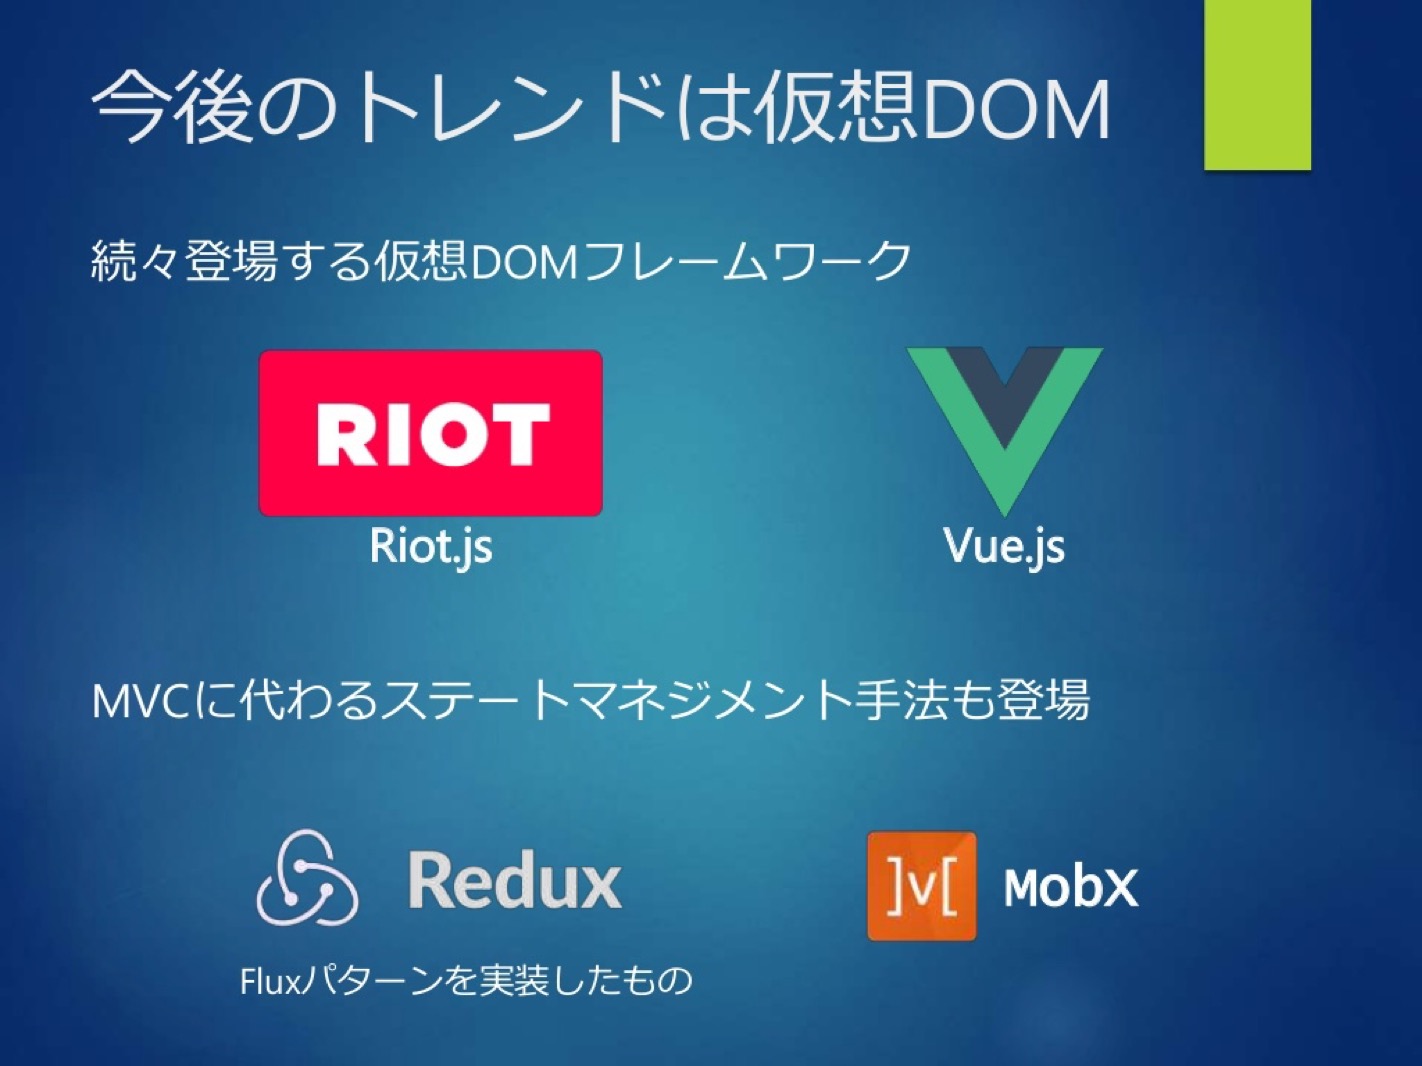 今後のトレンドは仮想DOM
続々登場する仮想DOMフレームワーク
RIOT
Riot.js
Vue.js
MVCに代わるステートマネジメント手法も登場
Redux
]v[ MobX
Fluxパターンを実装したもの